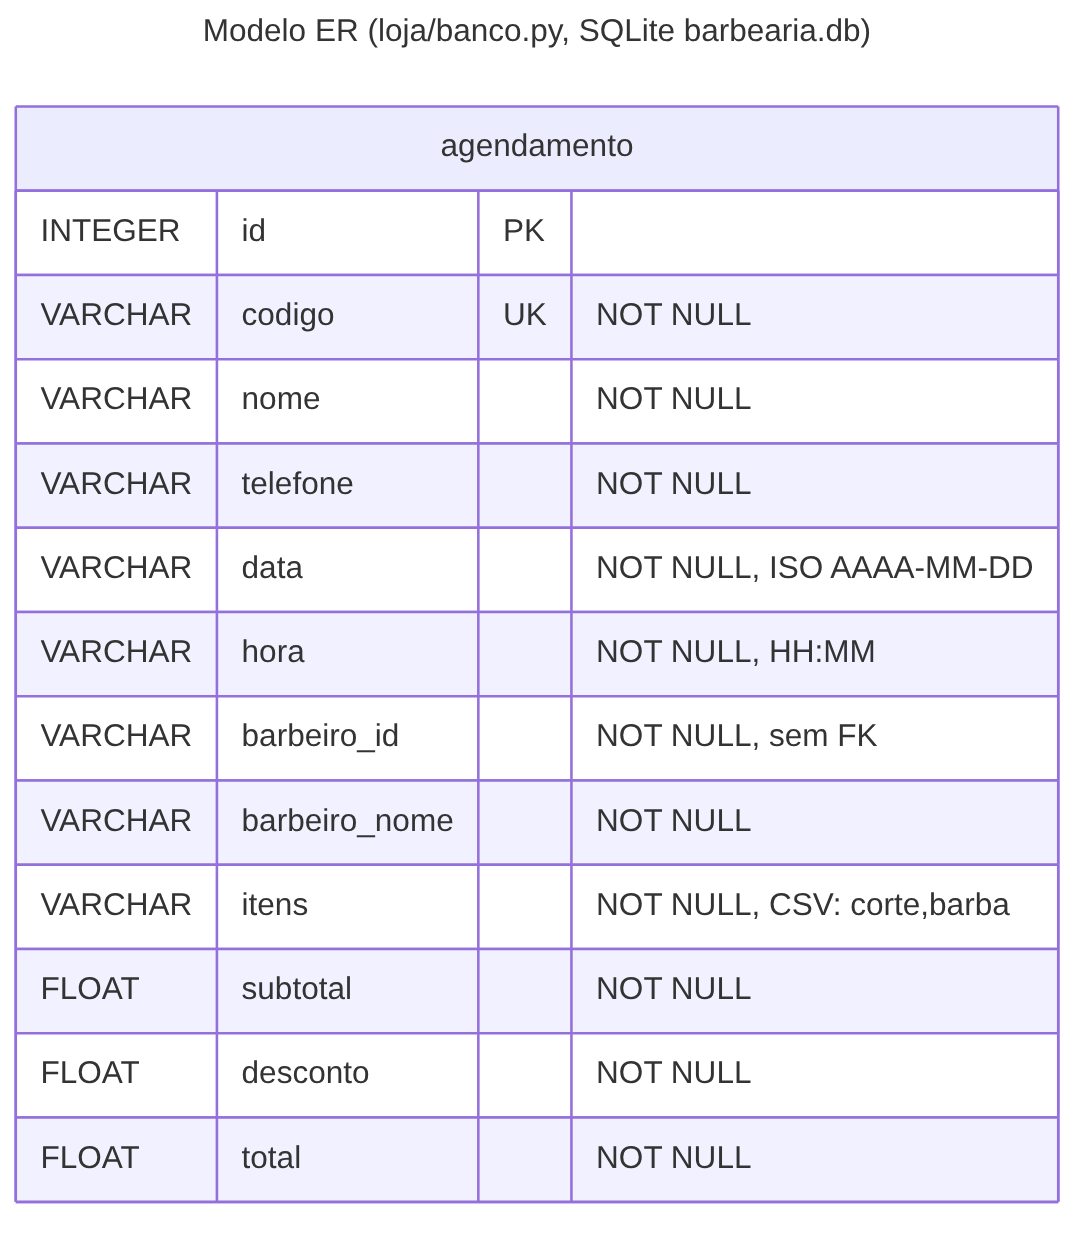 Modelo ER (loja/banco.py, SQLite barbearia.db)
agendamento
INTEGER id PK
VARCHAR codigo UK NOT NULL
VARCHAR nome NOT NULL
VARCHAR telefone NOT NULL
VARCHAR data NOT NULL, ISO AAAA-MM-DD
VARCHAR hora NOT NULL, HH:MM
VARCHAR barbeiro_id NOT NULL, sem FK
VARCHAR barbeiro_nome NOT NULL
VARCHAR itens NOT NULL, CSV: corte,barba
FLOAT subtotal NOT NULL
FLOAT desconto NOT NULL
FLOAT total NOT NULL